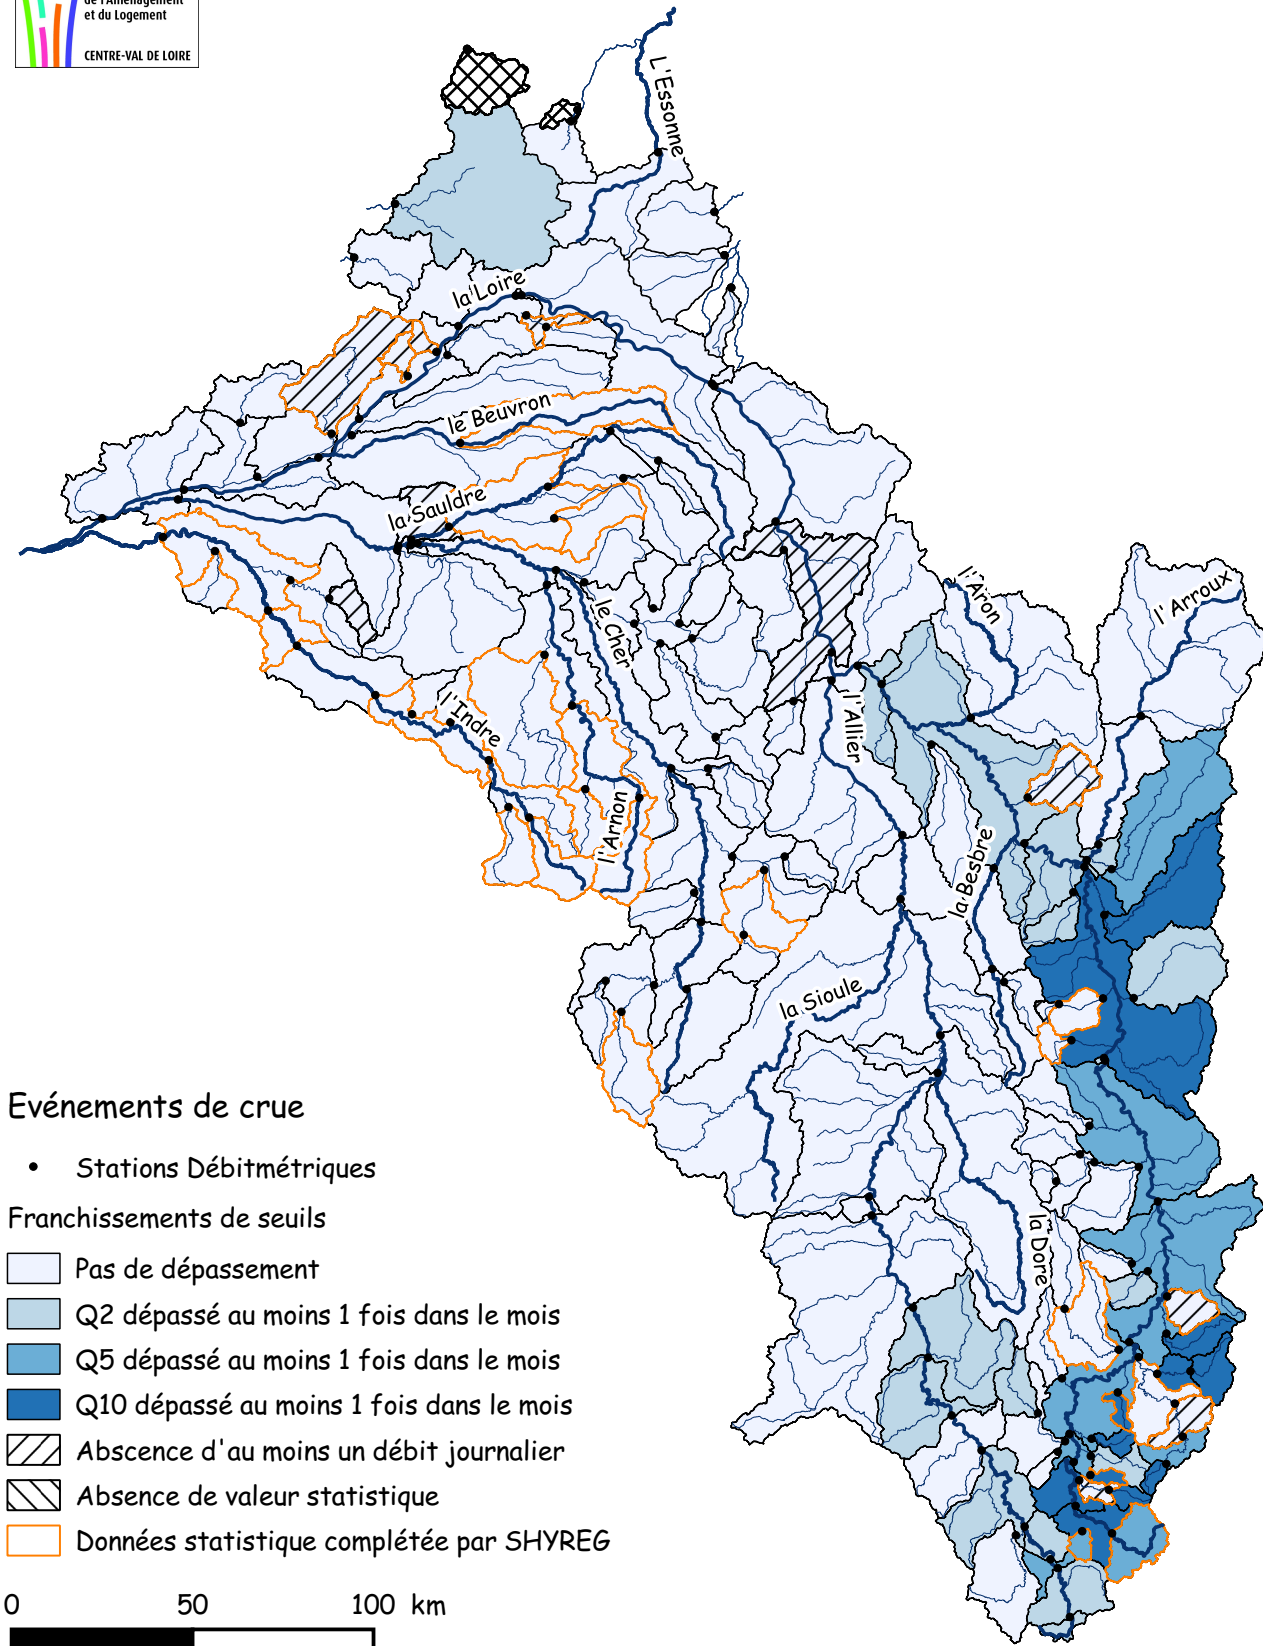 de l'Aménagement
et du Logement
CENTRE-VAL DE LOIRE
L'Essonne
la Loire
le Beuvron
la Sauldre
le Cher
l'Aron
l'Arroux
l'Indre
l'Allier
l'Arnon
la Besbre
la Sioule
la Dore
Evénements de crue
Stations Débitmétriques
Franchissements de seuils
Pas de dépassement
Q2 dépassé au moins 1 fois dans le mois
Q5 dépassé au moins 1 fois dans le mois
Q10 dépassé au moins 1 fois dans le mois
Abscence d'au moins un débit journalier
Absence de valeur statistique
Données statistique complétée par SHYREG
0 50 100 km